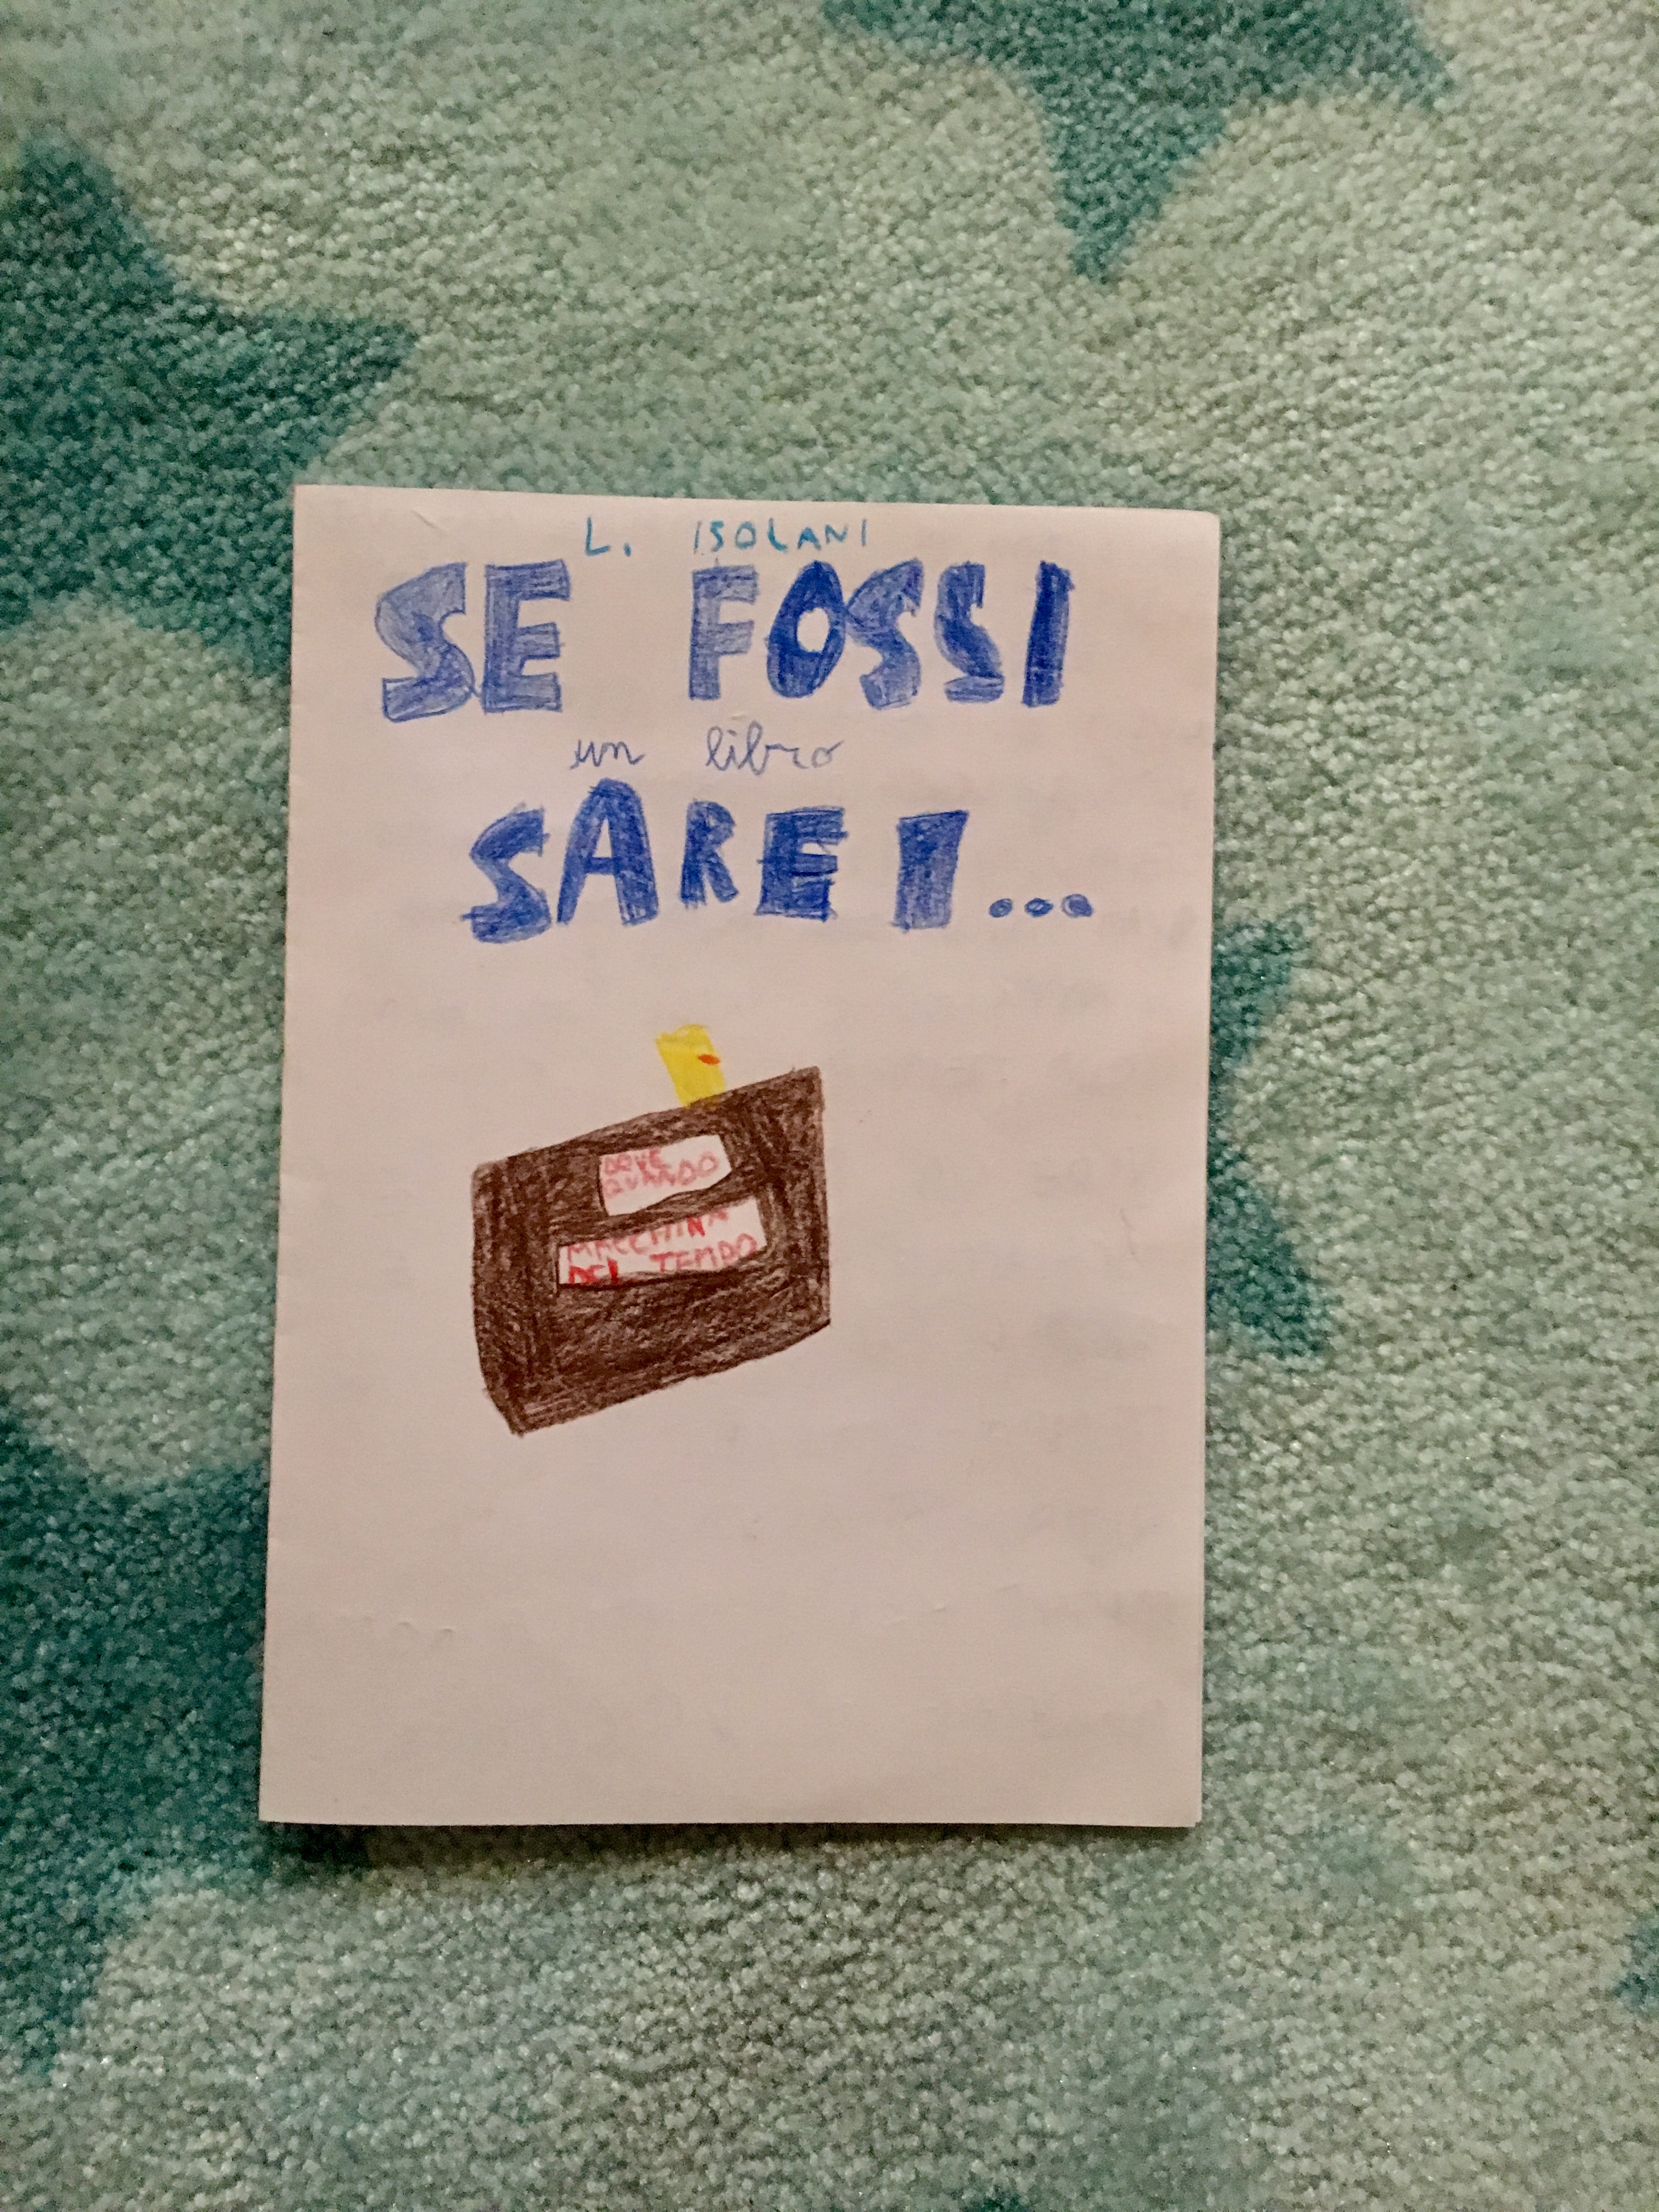 L. ISOLANI
SE FOSSI
un libro
SAREI...
DOVE
QUANDO
MACCHINA
DEL TEMPO